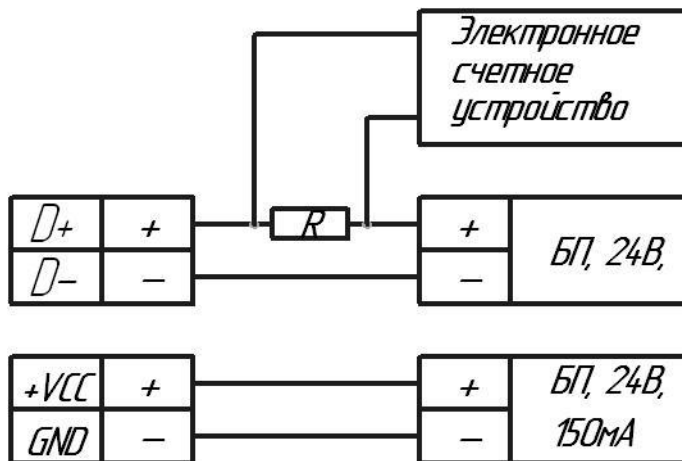 Электронное
счетное
устройство
D+ + R + БП, 24В,
D– – –
+VCC + + БП, 24В,
GND – – 150мА